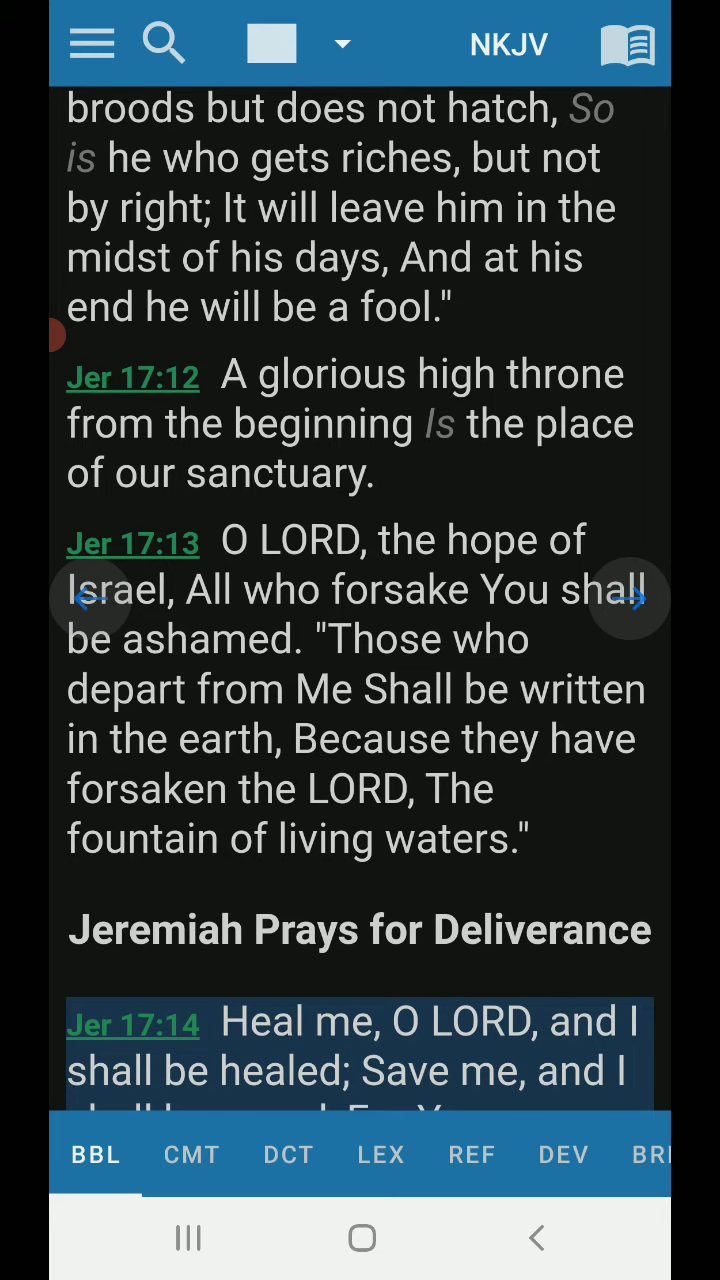 NKJV
broods but does not hatch, So
is he who gets riches, but not
by right; It will leave him in the
midst of his days, And at his
end he will be a fool."
Jer 17:12 A glorious high throne
from the beginning Is the place
of our sanctuary.
Jer 17:13 O LORD, the hope of
Israel, All who forsake You shall
be ashamed. "Those who
depart from Me Shall be written
in the earth, Because they have
forsaken the LORD, The
fountain of living waters."
Jeremiah Prays for Deliverance
Jer 17:14 Heal me, O LORD, and I
shall be healed; Save me, and I
BBL CMT DCT LEX REF DEV